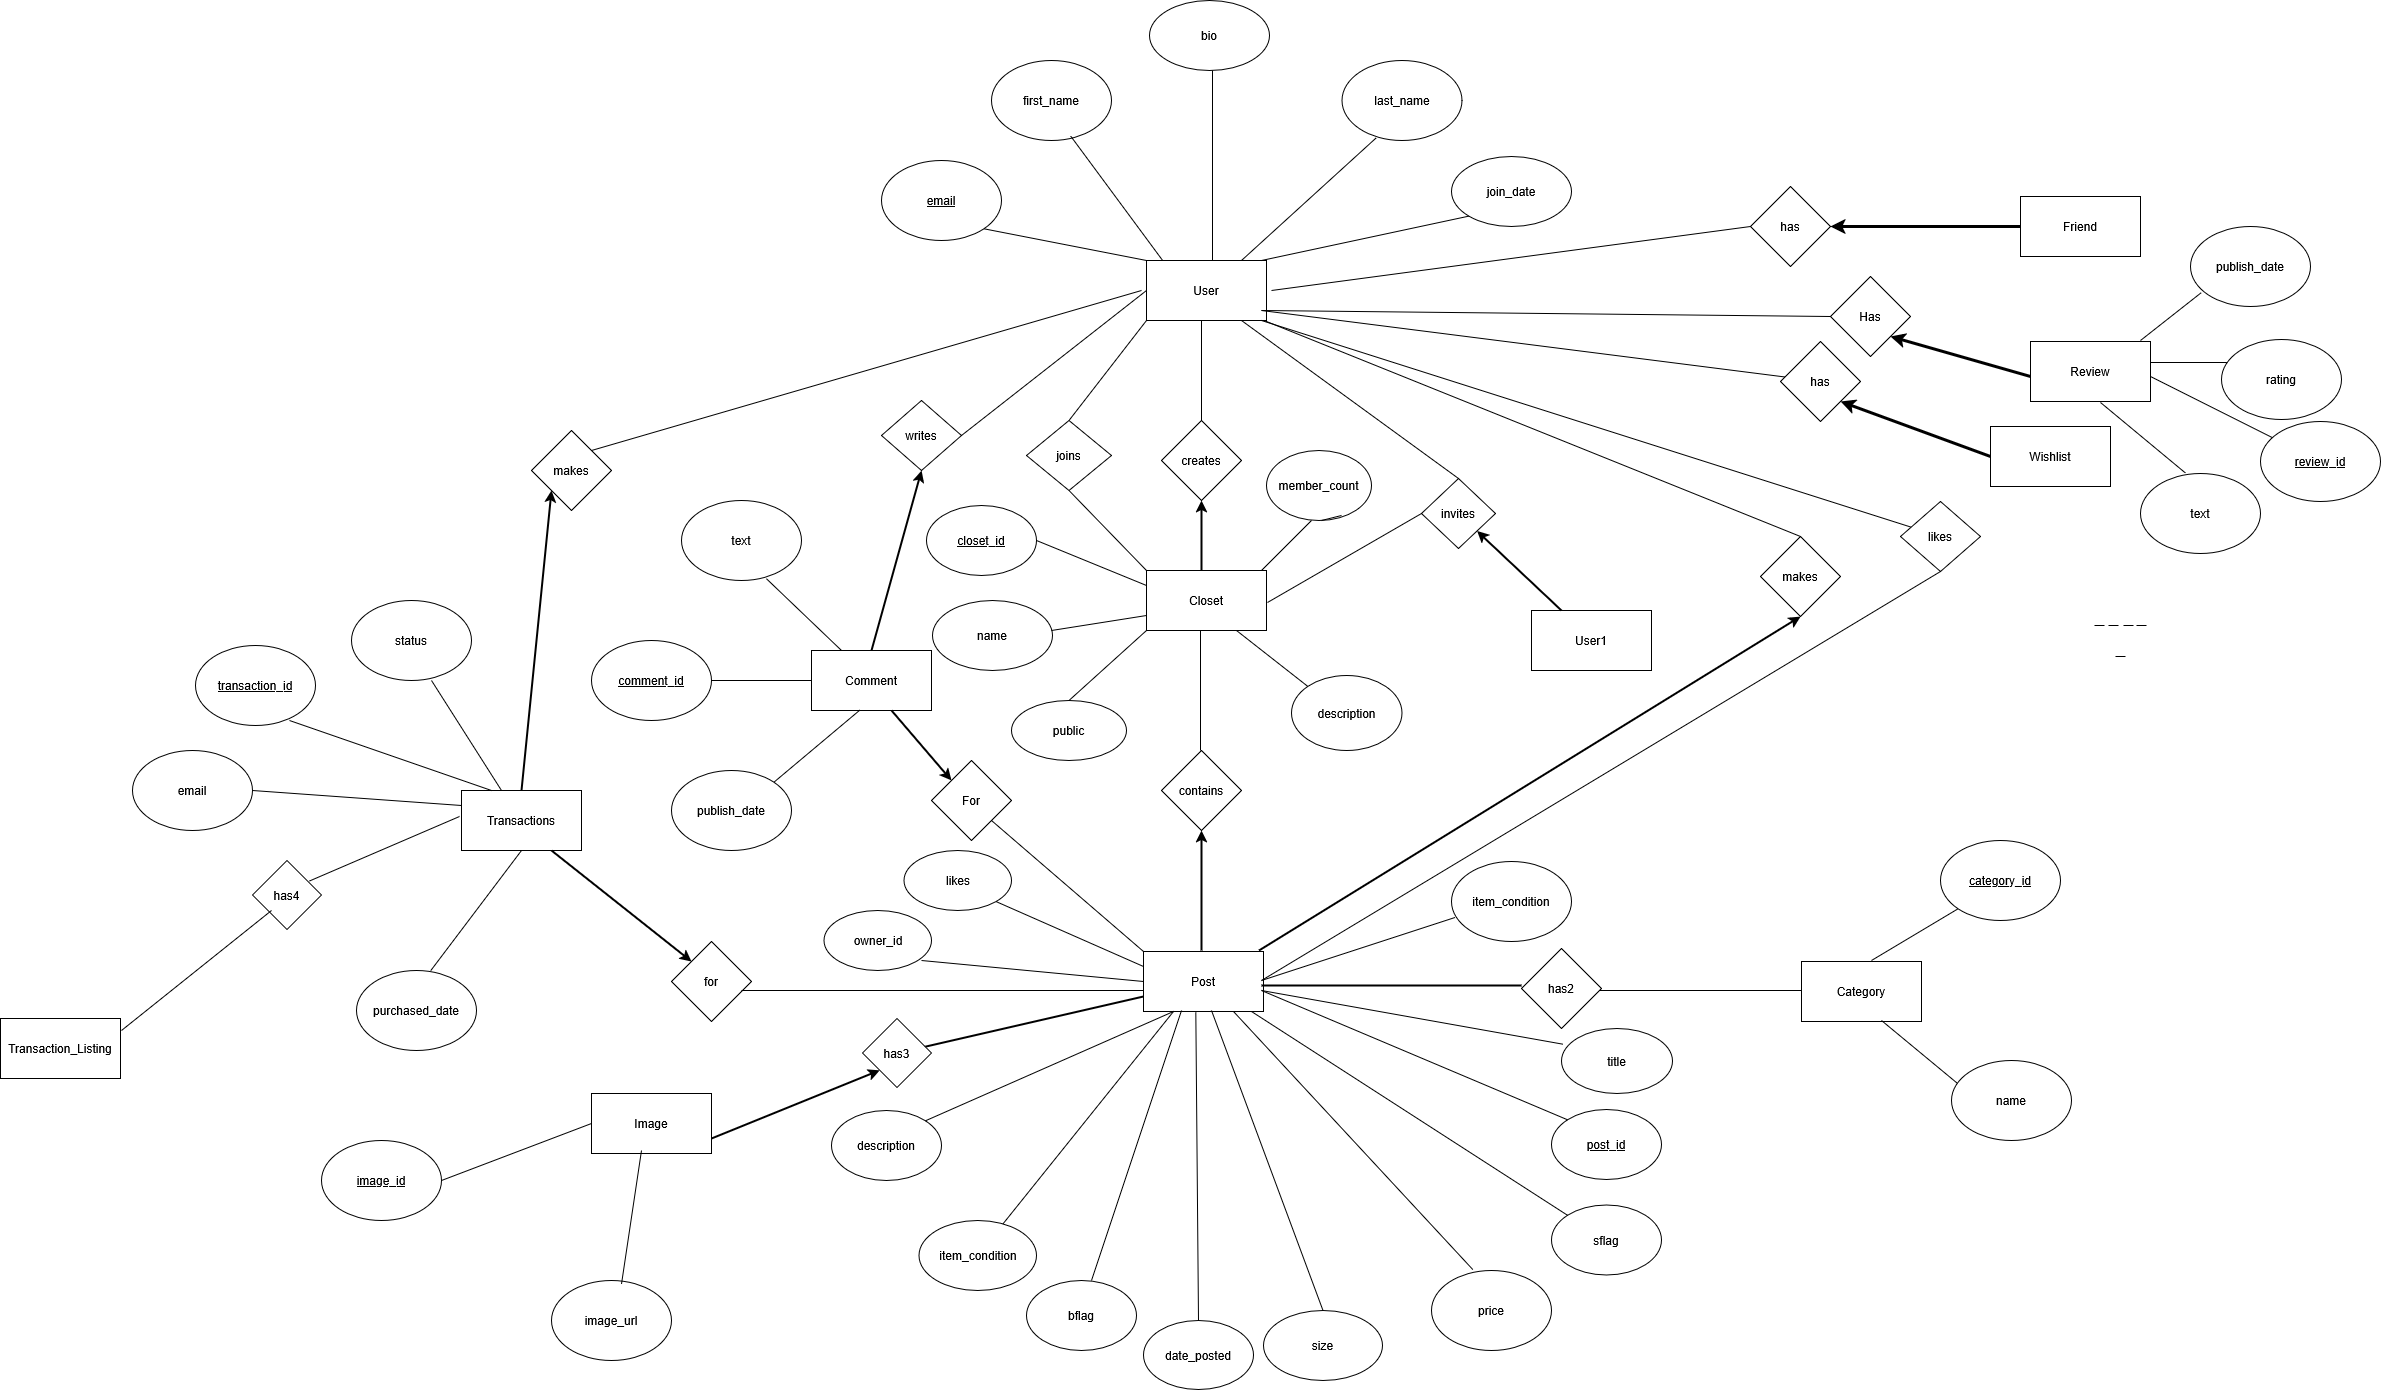 bio
first_name
last_name
email
join_date
has
Friend
publish_date
User
Has
Review
has
rating
writes
joins
creates
Wishlist
review_id
makes
member_count
invites
text
likes
text
closet_id
makes
Closet
status
name
User1
transaction_id
comment_id
Comment
description
public
email
contains
Transactions
publish_date
For
likes
category_id
has4
item_condition
owner_id
for
Post
has2
Category
purchased_date
Transaction_Listing
has3
title
name
Image
description
post_id
image_id
sflag
item_condition
image_url
bflag
price
date_posted
size